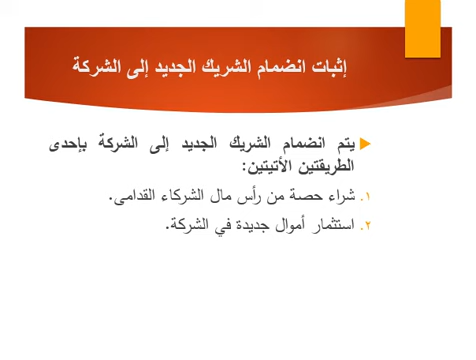 إثبات انضمام الشريك الجديد إلى الشركة
يتم انضمام الشريك الجديد إلى الشركة بإحدى
الطريقتين الأتيتين:
١. شراء حصة من رأس مال الشركاء القدامى.
٢. استثمار أموال جديدة في الشركة.